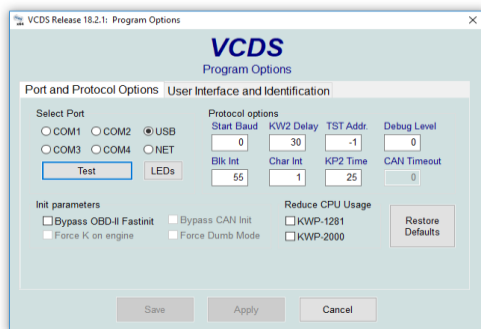 VCDS Release 18.2.1: Program Options
VCDS
Program Options
Port and Protocol Options
User Interface and Identification
Select Port
COM1 COM2 USB
COM3 COM4 NET
Test LEDs
Protocol options
Start Baud KW2 Delay TST Addr. Debug Level
0 30 -1 0
Blk Int Char Int KP2 Time CAN Timeout
55 1 25 0
Init parameters
Bypass OBD-II Fastinit Bypass CAN Init
Force K on engine Force Dumb Mode
Reduce CPU Usage
KWP-1281
KWP-2000
Restore
Defaults
Save Apply Cancel